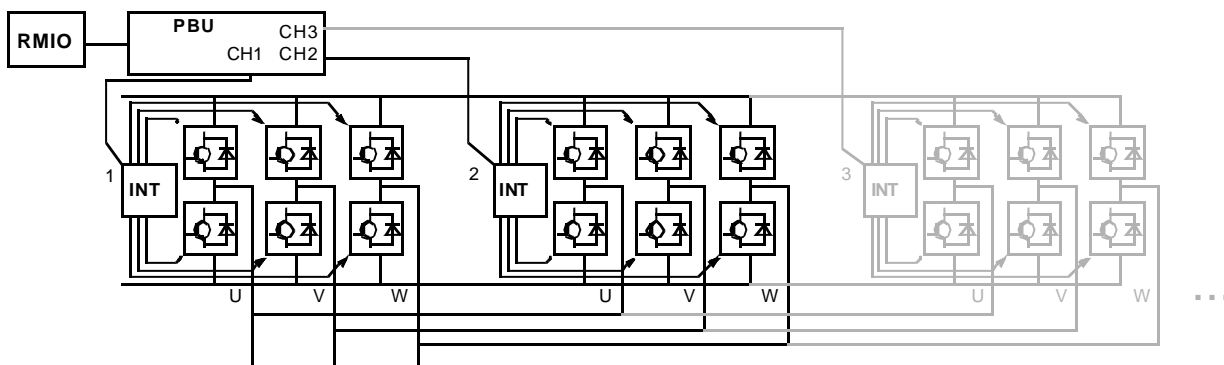 RMIO
PBU
CH3
CH1 CH2
1
INT
2
INT
3
INT
U V W
U V W
U V W
...